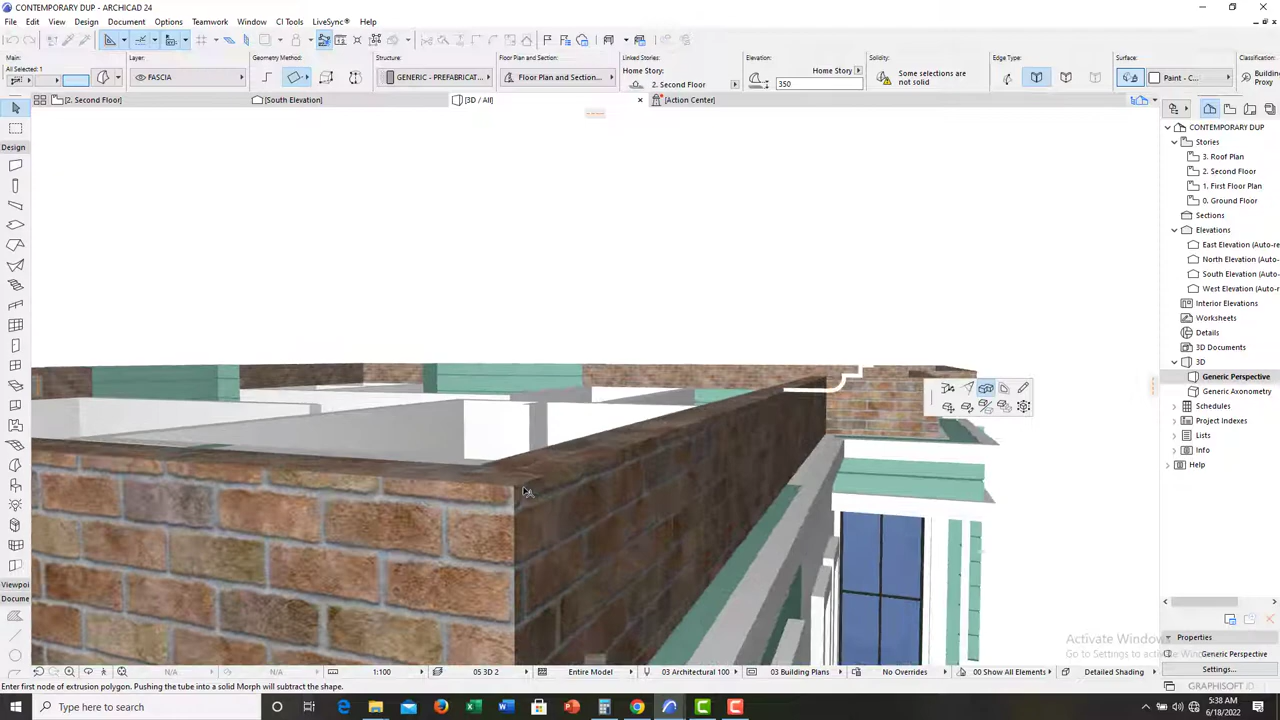 CONTEMPORARY DUP - ARCHICAD 24
File Edit View Design Document Options Teamwork Window CI Tools LiveSync® Help
Main:
All Selected: 1
Layer:
FASCIA
Geometry Method:
Structure:
GENERIC - PREFABRICAT...
Floor Plan and Section:
Floor Plan and Section...
Linked Stories:
Home Story:
2. Second Floor
Elevation:
Home Story
350
Solidity:
Some selections are
not solid
Edge Type:
Surface:
Paint - C...
Classification:
Building
Proxy
[2. Second Floor]
[South Elevation]
[3D / All]
[Action Center]
Design
Viewpoi
Docume
CONTEMPORARY DUP
Stories
3. Roof Plan
2. Second Floor
1. First Floor Plan
0. Ground Floor
Sections
Elevations
East Elevation (Auto-re
North Elevation (Auto-
South Elevation (Auto-r
West Elevation (Auto-r
Interior Elevations
Worksheets
Details
3D Documents
3D
Generic Perspective
Generic Axonometry
Schedules
Project Indexes
Lists
Info
Help
Activate Windows
Go to Settings to activate Windows.
Properties
Generic Perspective
Settings...
N/A
N/A
1:100
05 3D 2
Entire Model
03 Architectural 100
03 Building Plans
No Overrides
00 Show All Elements
Detailed Shading
Enter first node of extrusion polygon. Pushing the tube into a solid Morph will subtract the shape.
GRAPHISOFT ID
Type here to search
5:38 AM
6/18/2022